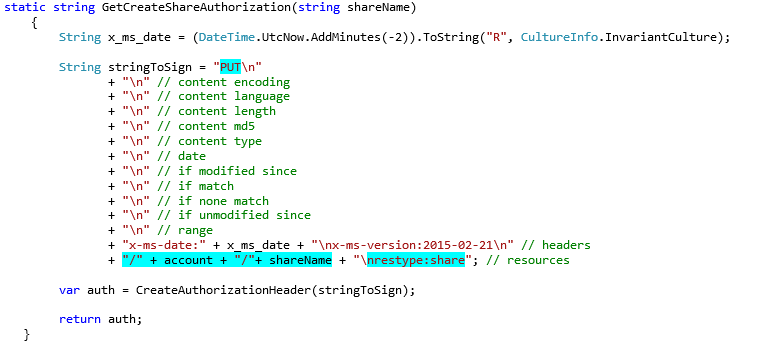 static string GetCreateShareAuthorization(string shareName)
{
String x_ms_date = (DateTime.UtcNow.AddMinutes(-2)).ToString("R", CultureInfo.InvariantCulture);
String stringToSign = "PUT\n"
+ "\n" // content encoding
+ "\n" // content language
+ "\n" // content length
+ "\n" // content md5
+ "\n" // content type
+ "\n" // date
+ "\n" // if modified since
+ "\n" // if match
+ "\n" // if none match
+ "\n" // if unmodified since
+ "\n" // range
+ "x-ms-date:" + x_ms_date + "\nx-ms-version:2015-02-21\n" // headers
+ "/" + account + "/"+ shareName + "\nrestype:share"; // resources
var auth = CreateAuthorizationHeader(stringToSign);
return auth;
}